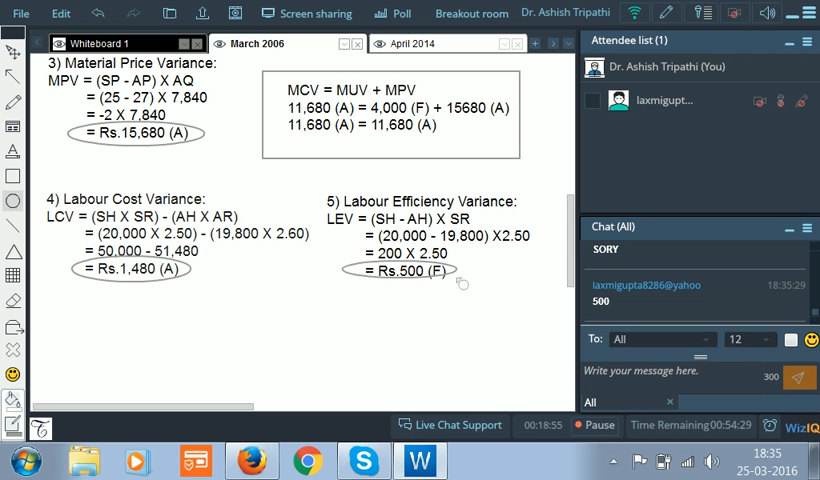 Edit
Home
Screen sharing
Poll
Breakout room
Dr. Ashish Tripathi
Whiteboard 1
March 2006
April 2014
Attendee list (1)
Dr. Ashish Tripathi (You)
laxmigupt...
3) Material Price Variance:
MPV = (SP - AP) X AQ
= (25 - 27) X 7,840
= -2 X 7,840
= Rs.15,680 (A)
MCV = MUV + MPV
11,680 (A) = 4,000 (F) + 15680 (A)
11,680 (A) = 11,680 (A)
4) Labour Cost Variance:
LCV = (SH X SR) - (AH X AR)
= (20,000 X 2.50) - (19,800 X 2.60)
= 50,000 - 51,480
= Rs.1,480 (A)
5) Labour Efficiency Variance:
LEV = (SH - AH) X SR
= (20,000 - 19,800) X2.50
= 200 X 2.50
= Rs.500 (F)
Chat (All)
SORY
laxmigupta8286@yahoo 18:35:29
500
To: All 12
Write your message here. 300
All
Live Chat Support 00:18:55 Pause Time Remaining 00:54:29 WizIQ
18:35
25-03-2016